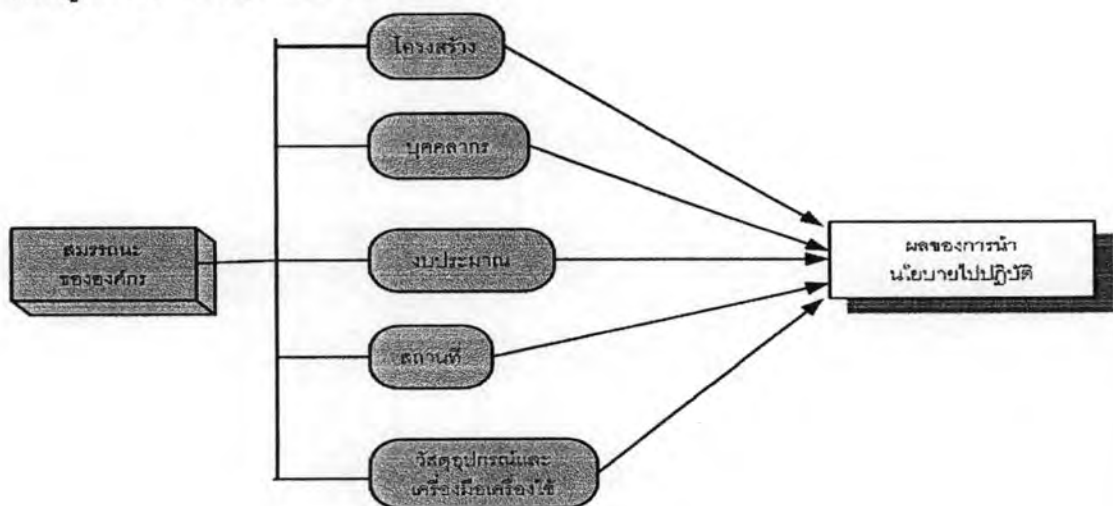 โครงสร้าง
บุคคลากร
สมรรถนะ
ขององค์กร
งบประมาณ
ผลของการนำ
นโยบายไปปฏิบัติ
สถานที่
วัสดุอุปกรณ์และ
เครื่องมือเครื่องใช้